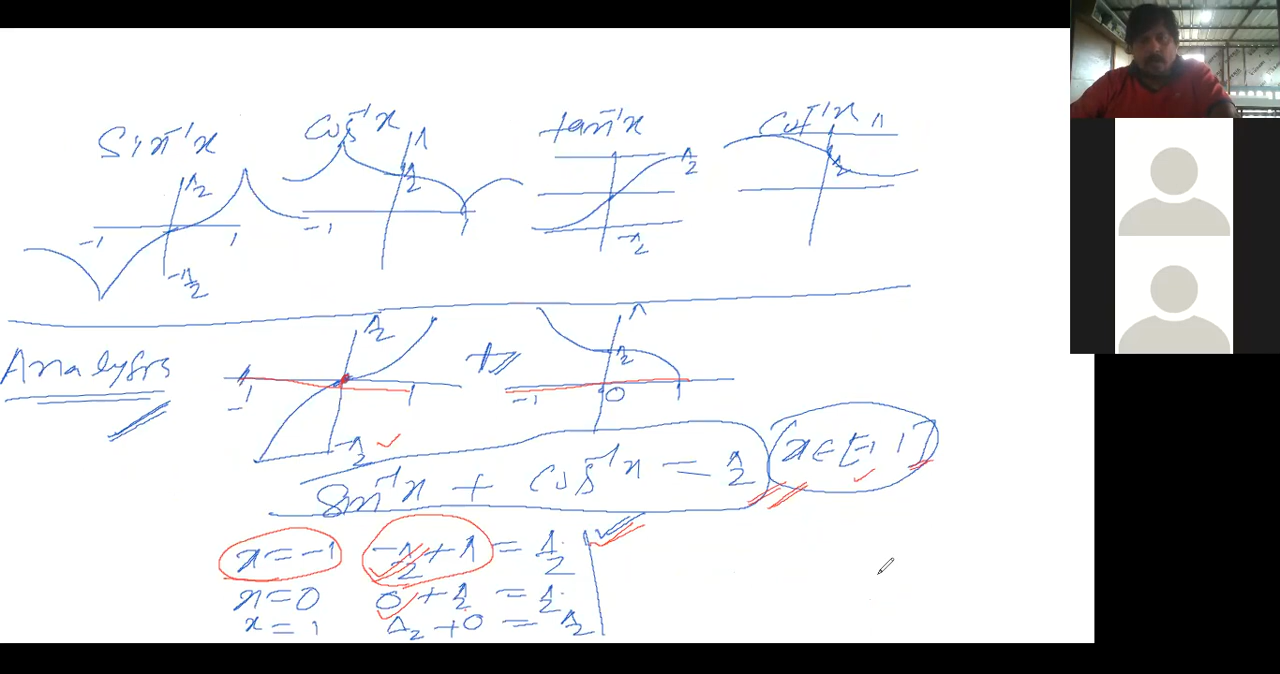 Sin⁻¹x cos⁻¹x tan⁻¹x cot⁻¹x
π/2 π π/2 π
-1 1 π/2 -1 1 -π/2 π/2
-π/2
Analysis π/2 + π
-1 1 π/2 -1 0 1
-π/2
Sin⁻¹x + cos⁻¹x = π/2 [x∈[-1, 1]]
x = -1 -π/2 + π = π/2
x = 0 0 + π/2 = π/2
x = 1 π/2 + 0 = π/2